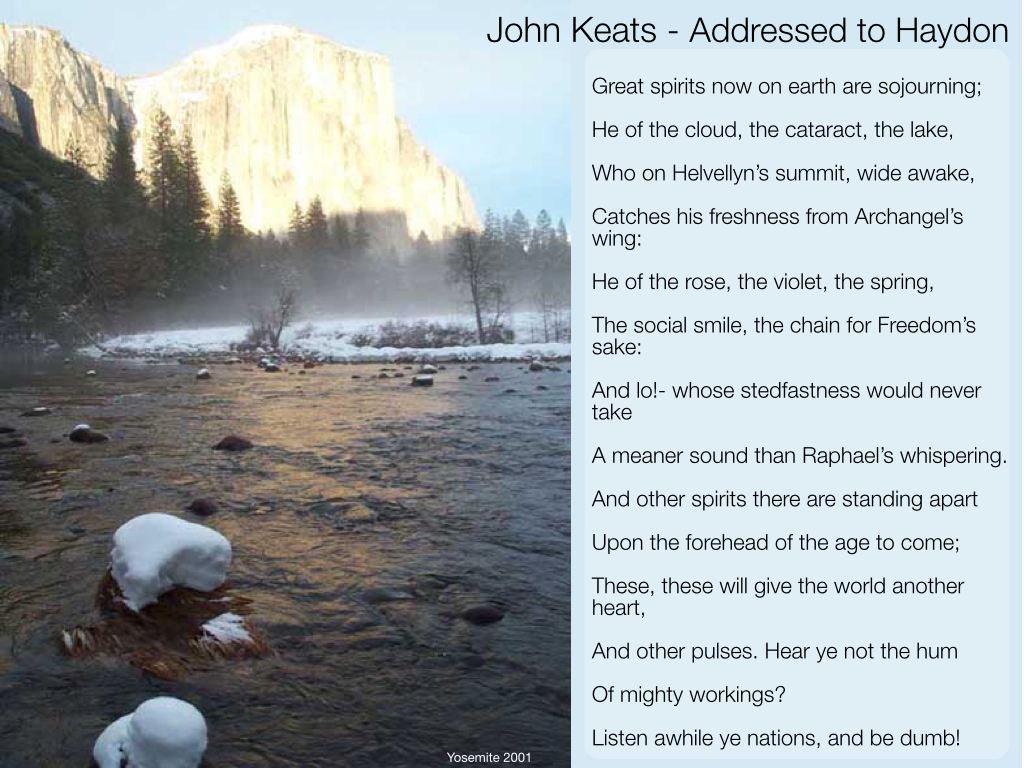 John Keats - Addressed to Haydon
Great spirits now on earth are sojourning;
He of the cloud, the cataract, the lake,
Who on Helvellyn's summit, wide awake,
Catches his freshness from Archangel's
wing:
He of the rose, the violet, the spring,
The social smile, the chain for Freedom's
sake:
And lo!- whose stedfastness would never
take
A meaner sound than Raphael's whispering.
And other spirits there are standing apart
Upon the forehead of the age to come;
These, these will give the world another
heart,
And other pulses. Hear ye not the hum
Of mighty workings?
Listen awhile ye nations, and be dumb!
Yosemite 2001